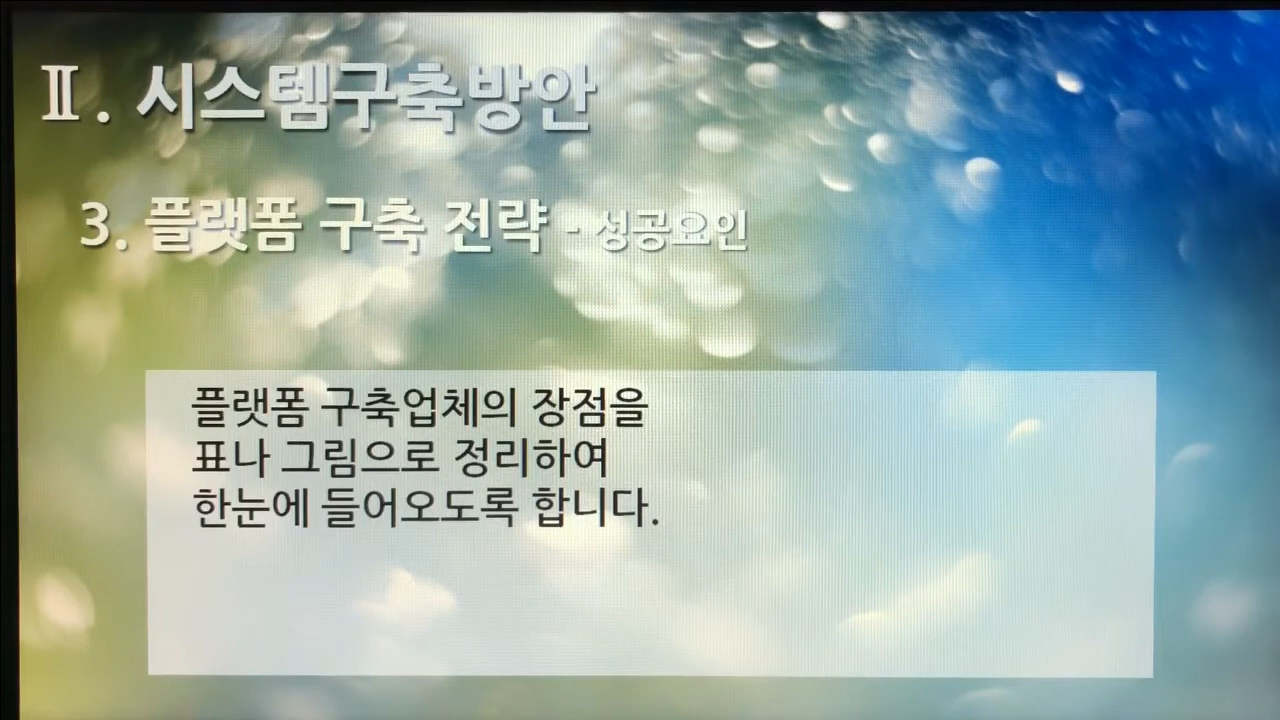 Ⅱ. 시스템구축방안
3. 플랫폼 구축 전략 - 성공요인
플랫폼 구축업체의 장점을
표나 그림으로 정리하여
한눈에 들어오도록 합니다.